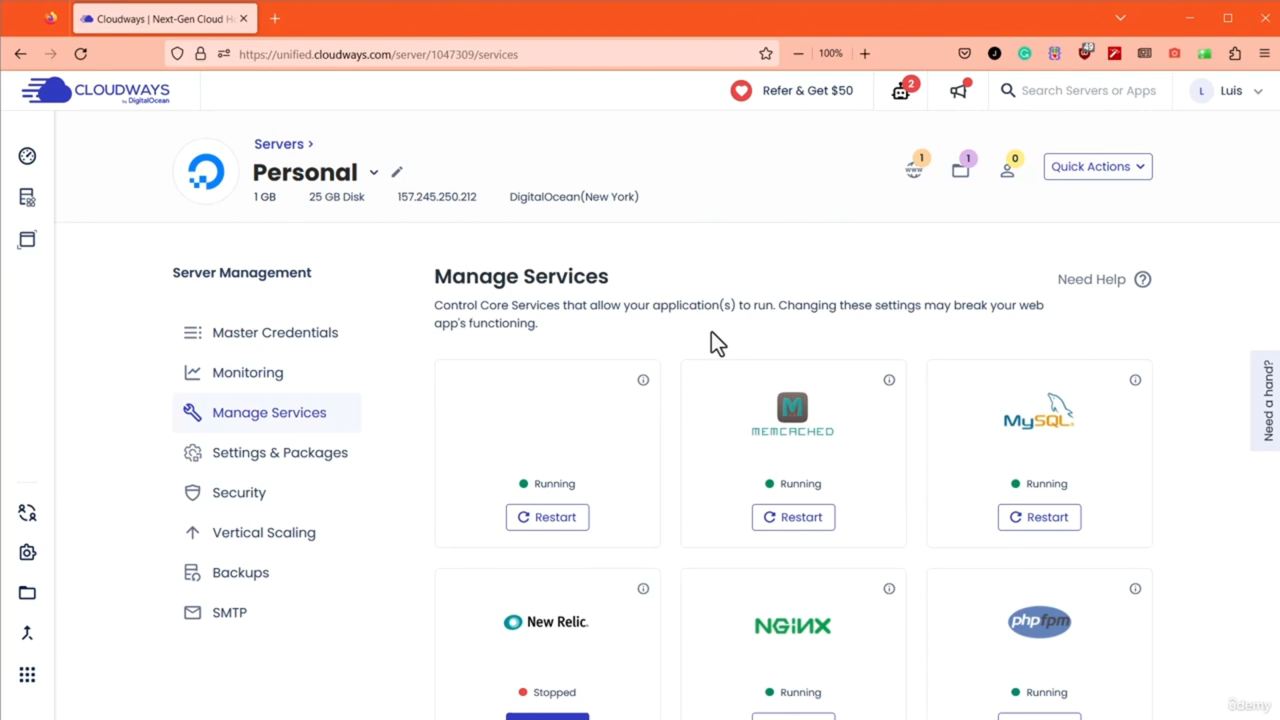 Cloudways | Next-Gen Cloud H
https://unified.cloudways.com/server/1047309/services
100%
49
CLOUDWAYS
by DigitalOcean
Refer & Get $50
2
Search Servers or Apps
L
Luis
Servers >
Personal
1 GB
25 GB Disk
157.245.250.212
DigitalOcean(New York)
www
1
1
0
Quick Actions
Server Management
Master Credentials
Monitoring
Manage Services
Settings & Packages
Security
Vertical Scaling
Backups
SMTP
Manage Services
Need Help
Control Core Services that allow your application(s) to run. Changing these settings may break your web
app's functioning.
Running
Restart
MEMCACHED
Running
Restart
MySQL
Running
Restart
New Relic.
Stopped
NGINX
Running
php fpm
Running
Need a hand?
ûdemy